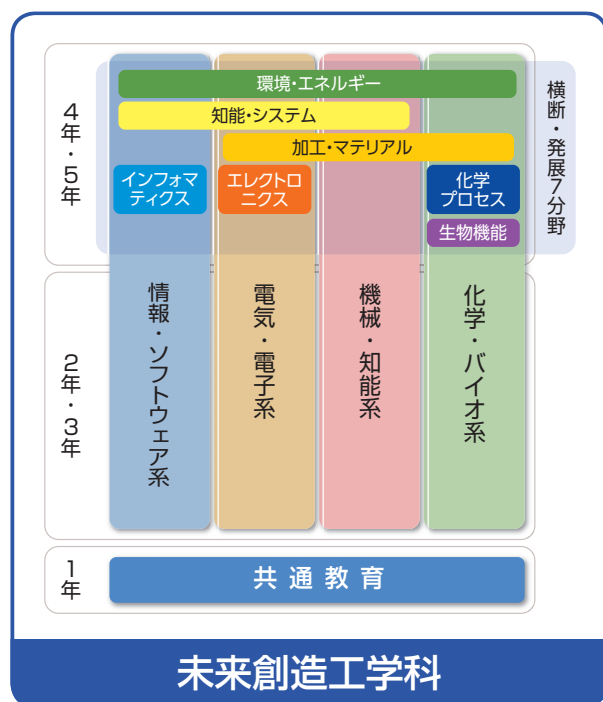 4年・5年
環境・エネルギー
知能・システム
加工・マテリアル
インフォマ
ティクス
エレクトロ
ニクス
化学
プロセス
生物機能
横断・発展7分野
2年・3年
情報・ソフトウェア系
電気・電子系
機械・知能系
化学・バイオ系
1年
共通教育
未来創造工学科